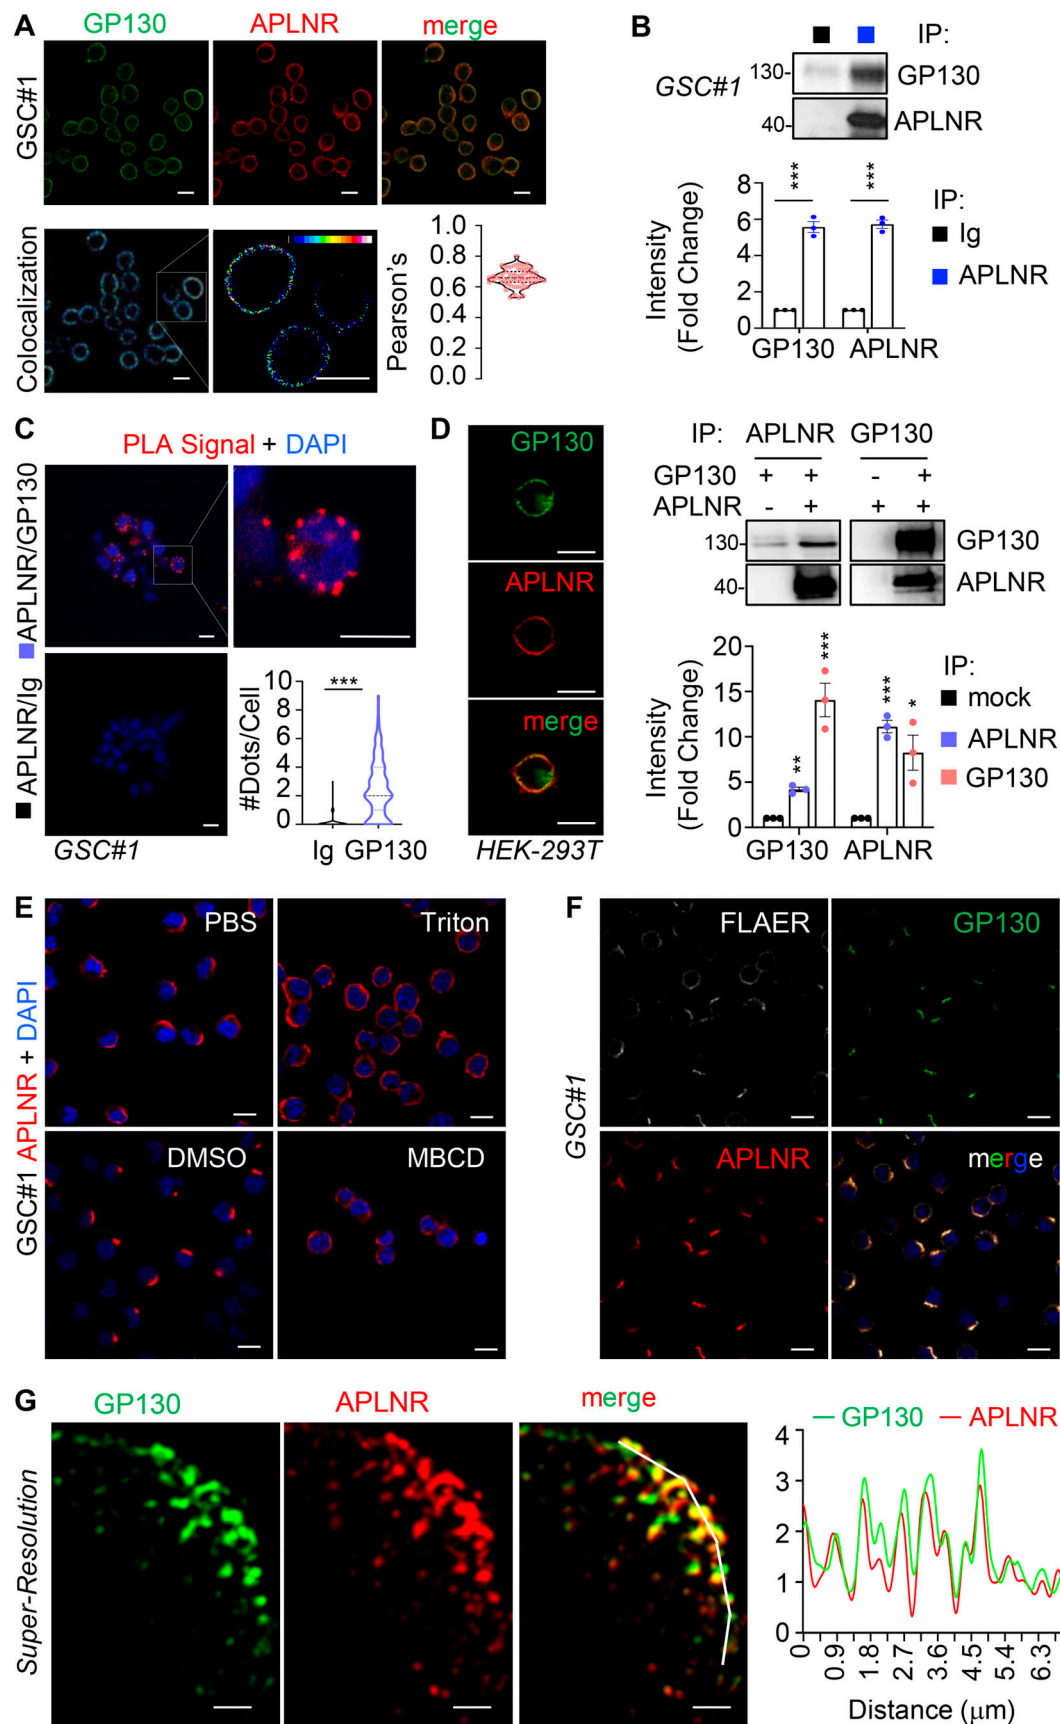 A
GP130
APLNR
merge
GSC#1
Colocalization
Pearson's
1.0
0.8
0.6
0.4
0.2
0.0
B
IP:
GSC#1
130-
GP130
40-
APLNR
Intensity
(Fold Change)
8
6
4
2
0
GP130
APLNR
***
***
IP:
Ig
APLNR
C
PLA Signal + DAPI
APLNR/Ig
APLNR/GP130
GSC#1
#Dots/Cell
10
8
6
4
2
0
***
Ig GP130
D
GP130
APLNR
merge
HEK-293T
IP: APLNR GP130
GP130 + + - +
APLNR - + + +
130-
GP130
40-
APLNR
Intensity
(Fold Change)
20
15
10
5
0
**
***
***
*
GP130
APLNR
IP:
mock
APLNR
GP130
E
GSC#1 APLNR + DAPI
PBS
Triton
DMSO
MBCD
F
GSC#1
FLAER
GP130
APLNR
merge
G
Super-Resolution
GP130
APLNR
merge
GP130 APLNR
4
3
2
1
0
0 0.9 1.8 2.7 3.6 4.5 5.4 6.3
Distance (μm)